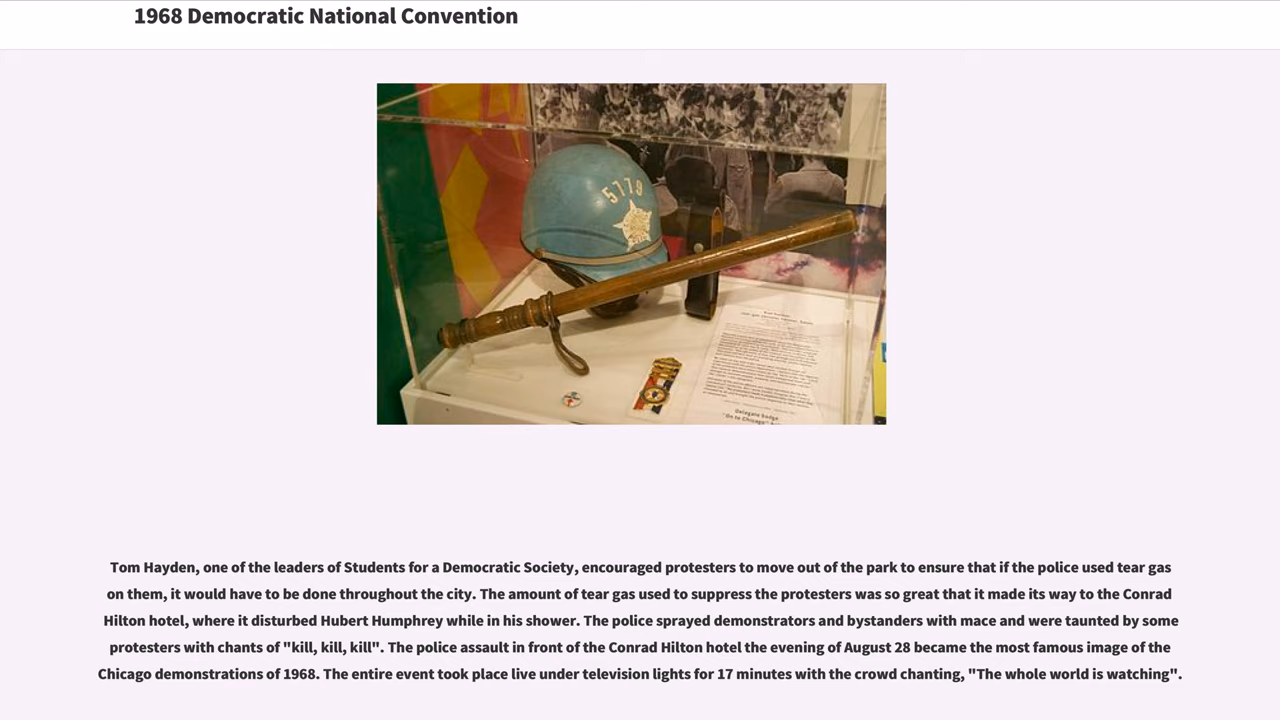 1968 Democratic National Convention
5779
Delegate badge
"On to Chicago"
Tom Hayden, one of the leaders of Students for a Democratic Society, encouraged protesters to move out of the park to ensure that if the police used tear gas
on them, it would have to be done throughout the city. The amount of tear gas used to suppress the protesters was so great that it made its way to the Conrad
Hilton hotel, where it disturbed Hubert Humphrey while in his shower. The police sprayed demonstrators and bystanders with mace and were taunted by some
protesters with chants of "kill, kill, kill". The police assault in front of the Conrad Hilton hotel the evening of August 28 became the most famous image of the
Chicago demonstrations of 1968. The entire event took place live under television lights for 17 minutes with the crowd chanting, "The whole world is watching".